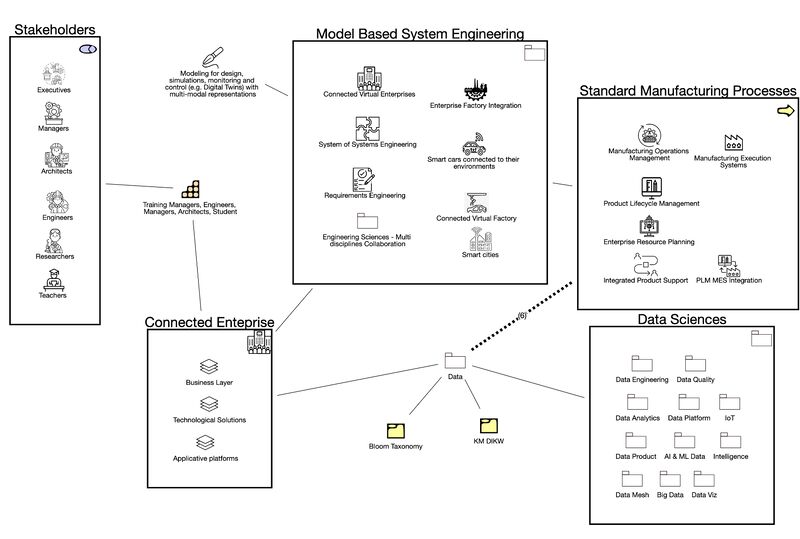 Stakeholders
Executives
Managers
Architects
Engineers
Researchers
Teachers
Modeling for design,
simulations, monitoring and
control (e.g. Digital Twins) with
multi-modal representations
Training Managers, Engineers,
Managers, Architects, Student
Model Based System Engineering
Connected Virtual Enterprises
Enterprise Factory Integration
System of Systems Engineering
Smart cars connected to their
environments
Requirements Engineering
Connected Virtual Factory
Engineering Sciences - Multi
disciplines Collaboration
Smart cities
Standard Manufacturing Processes
Manufacturing Operations
Management
Manufacturing Execution
Systems
Product Lifecycle Management
Enterprise Resource Planning
Integrated Product Support
PLM MES Integration
Connected Enteprise
Business Layer
Technological Solutions
Applicative platforms
{6}
Data
Bloom Taxonomy
KM DIKW
Data Sciences
Data Engineering
Data Quality
Data Analytics
Data Platform
IoT
Data Product
AI & ML Data
Intelligence
Data Mesh
Big Data
Data Viz